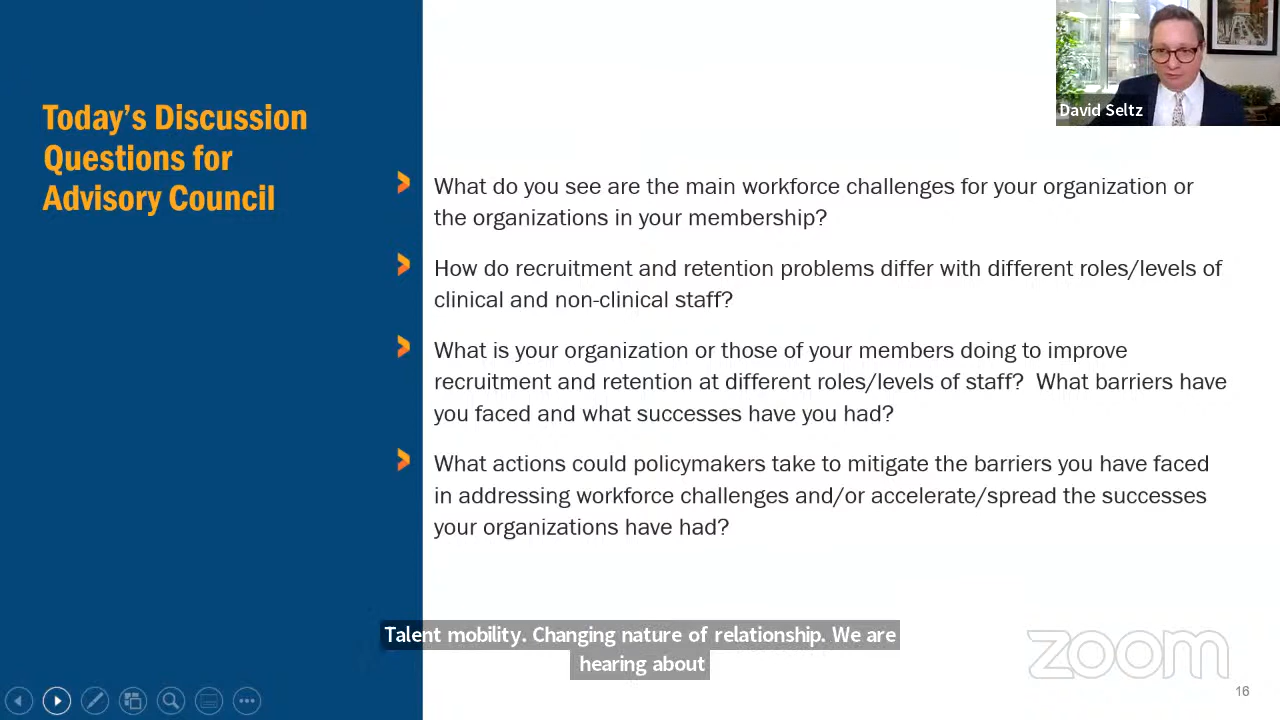 David Seltz
Today's Discussion
Questions for
Advisory Council
What do you see are the main workforce challenges for your organization or
the organizations in your membership?
How do recruitment and retention problems differ with different roles/levels of
clinical and non-clinical staff?
What is your organization or those of your members doing to improve
recruitment and retention at different roles/levels of staff?  What barriers have
you faced and what successes have you had?
What actions could policymakers take to mitigate the barriers you have faced
in addressing workforce challenges and/or accelerate/spread the successes
your organizations have had?
Talent mobility. Changing nature of relationship. We are
hearing about
zoom
16